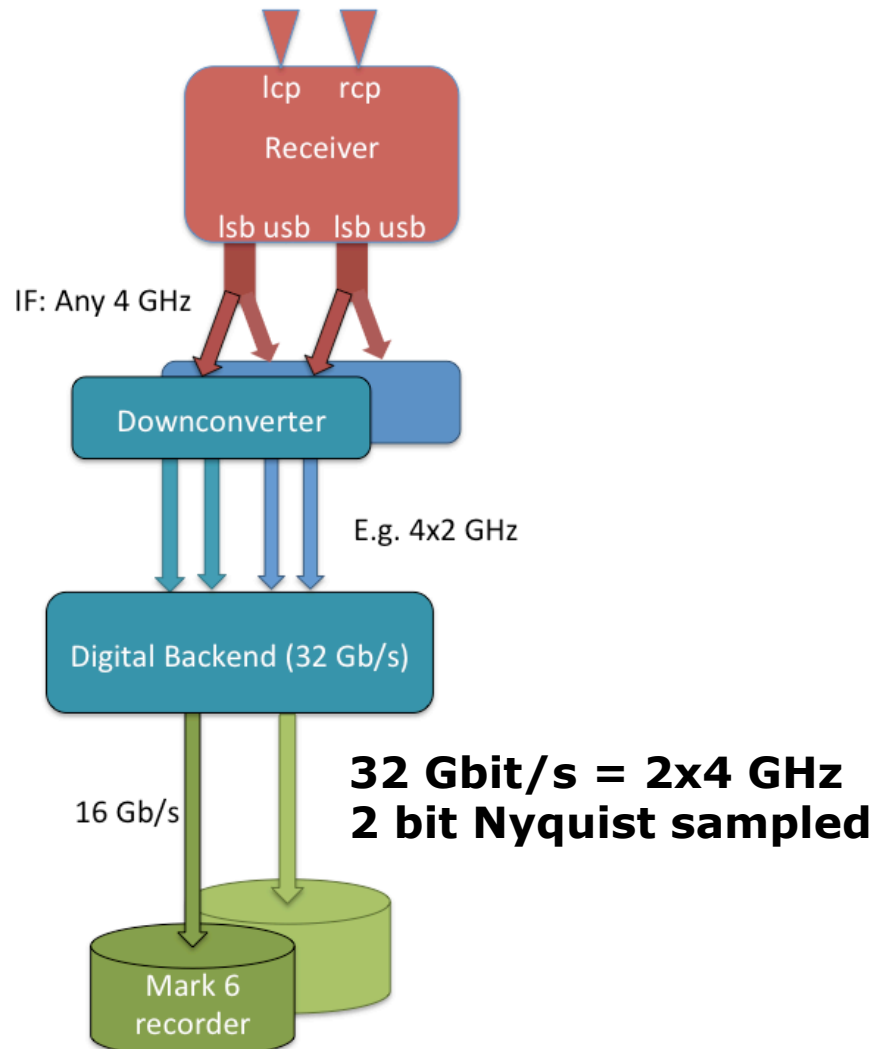 lcp rcp
Receiver
lsb usb lsb usb
IF: Any 4 GHz
Downconverter
E.g. 4x2 GHz
Digital Backend (32 Gb/s)
32 Gbit/s = 2x4 GHz
2 bit Nyquist sampled
16 Gb/s
Mark 6
recorder